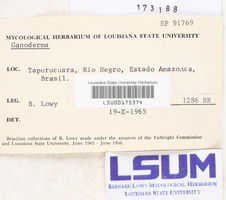 173188
SP 91769
MYCOLOGICAL HERBARIUM OF LOUISIANA STATE UNIVERSITY
Ganoderma
LOC. Tapurucuara, Rio Negro, Estado Amazonas,
Brasil.
Louisiana State University Herbarium
LSU00175374
LEG. B. Lowy
1286 BR
19-X-1965
DET.
Brazilian collections of B. Lowy made under the auspices of the Fulbright Commission
and Louisiana State University, June 1965 - June 1966.
LSUM
BERNARD LOWY MYCOLOGICAL HERBARIUM
LOUISIANA STATE UNIVERSITY